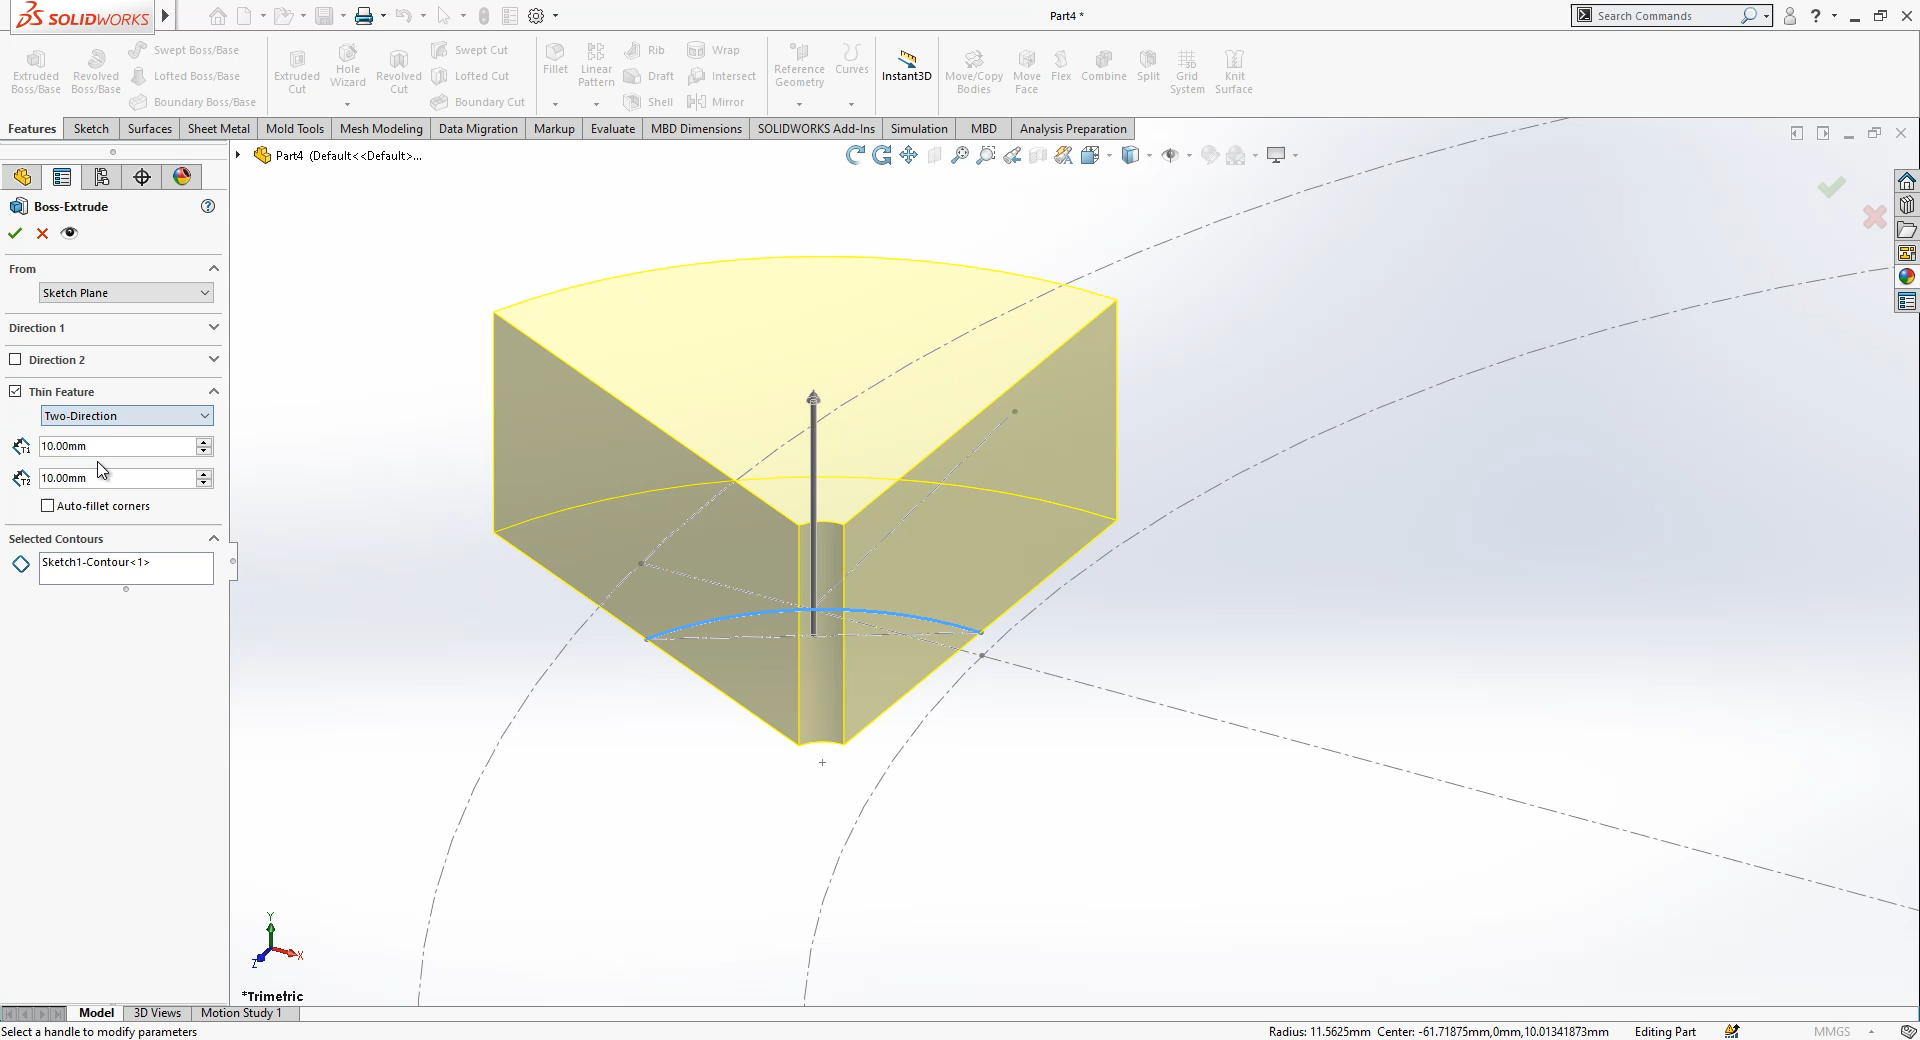 SOLIDWORKS
Part4 *
Search Commands
Extruded Boss/Base
Revolved Boss/Base
Swept Boss/Base
Lofted Boss/Base
Boundary Boss/Base
Extruded Cut
Hole Wizard
Revolved Cut
Swept Cut
Lofted Cut
Boundary Cut
Fillet
Linear Pattern
Rib
Draft
Shell
Wrap
Intersect
Mirror
Reference Geometry
Curves
Instant3D
Move/Copy Bodies
Move Face
Flex
Combine
Split
Grid System
Knit Surface
Features
Sketch
Surfaces
Sheet Metal
Mold Tools
Mesh Modeling
Data Migration
Markup
Evaluate
MBD Dimensions
SOLIDWORKS Add-Ins
Simulation
MBD
Analysis Preparation
Part4 (Default<<Default>...
Boss-Extrude
From
Sketch Plane
Direction 1
Direction 2
Thin Feature
Two-Direction
T1
10.00mm
T2
10.00mm
Auto-fillet corners
Selected Contours
Sketch1-Contour<1>
Y
X
Z
*Trimetric
Model
3D Views
Motion Study 1
Select a handle to modify parameters
Radius: 11.5625mm Center: -61.71875mm,0mm,10.01341873mm
Editing Part
MMGS